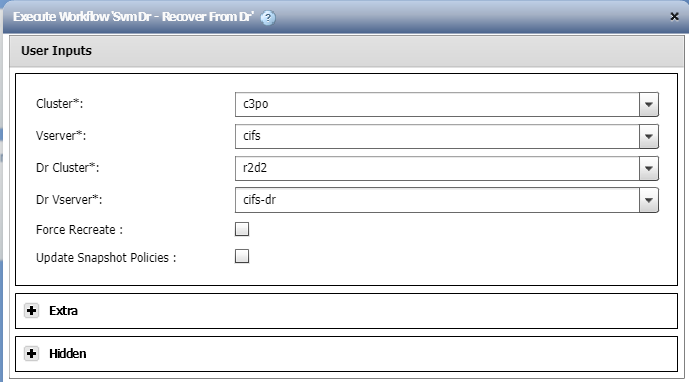 Execute Workflow 'Svm Dr - Recover From Dr' ?
User Inputs
Cluster*: c3po
Vserver*: cifs
Dr Cluster*: r2d2
Dr Vserver*: cifs-dr
Force Recreate :
Update Snapshot Policies :
Extra
Hidden